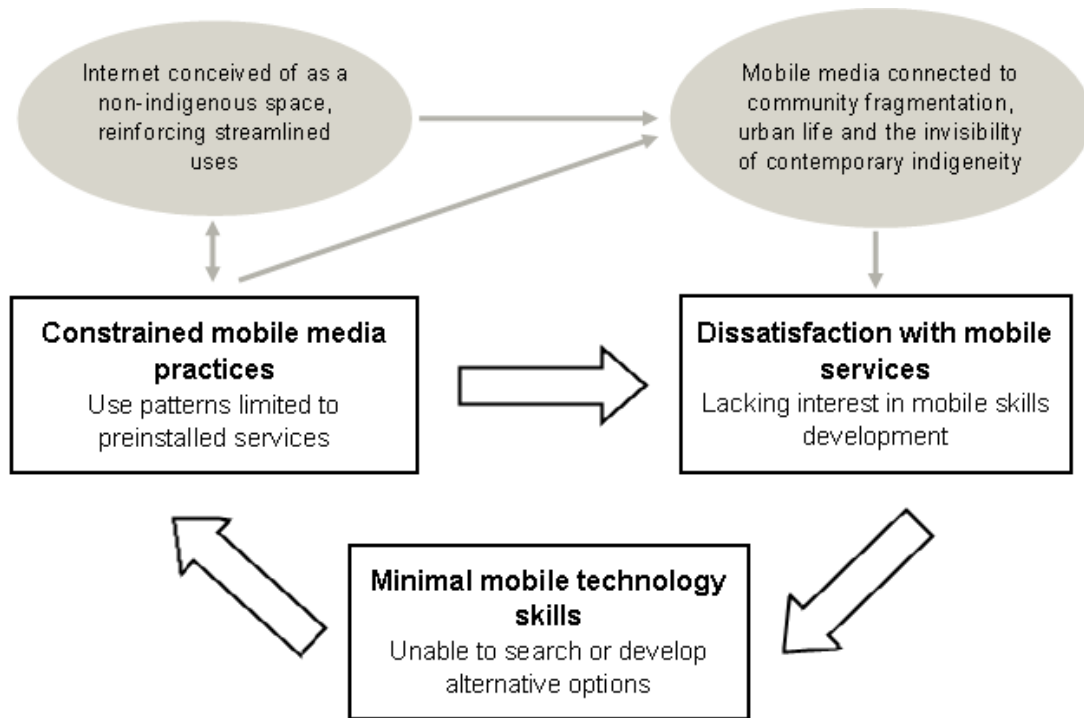 Internet conceived of as a
non-indigenous space,
reinforcing streamlined
uses
Mobile media connected to
community fragmentation,
urban life and the invisibility
of contemporary indigeneity
Constrained mobile media
practices
Use patterns limited to
preinstalled services
Dissatisfaction with mobile
services
Lacking interest in mobile skills
development
Minimal mobile technology
skills
Unable to search or develop
alternative options